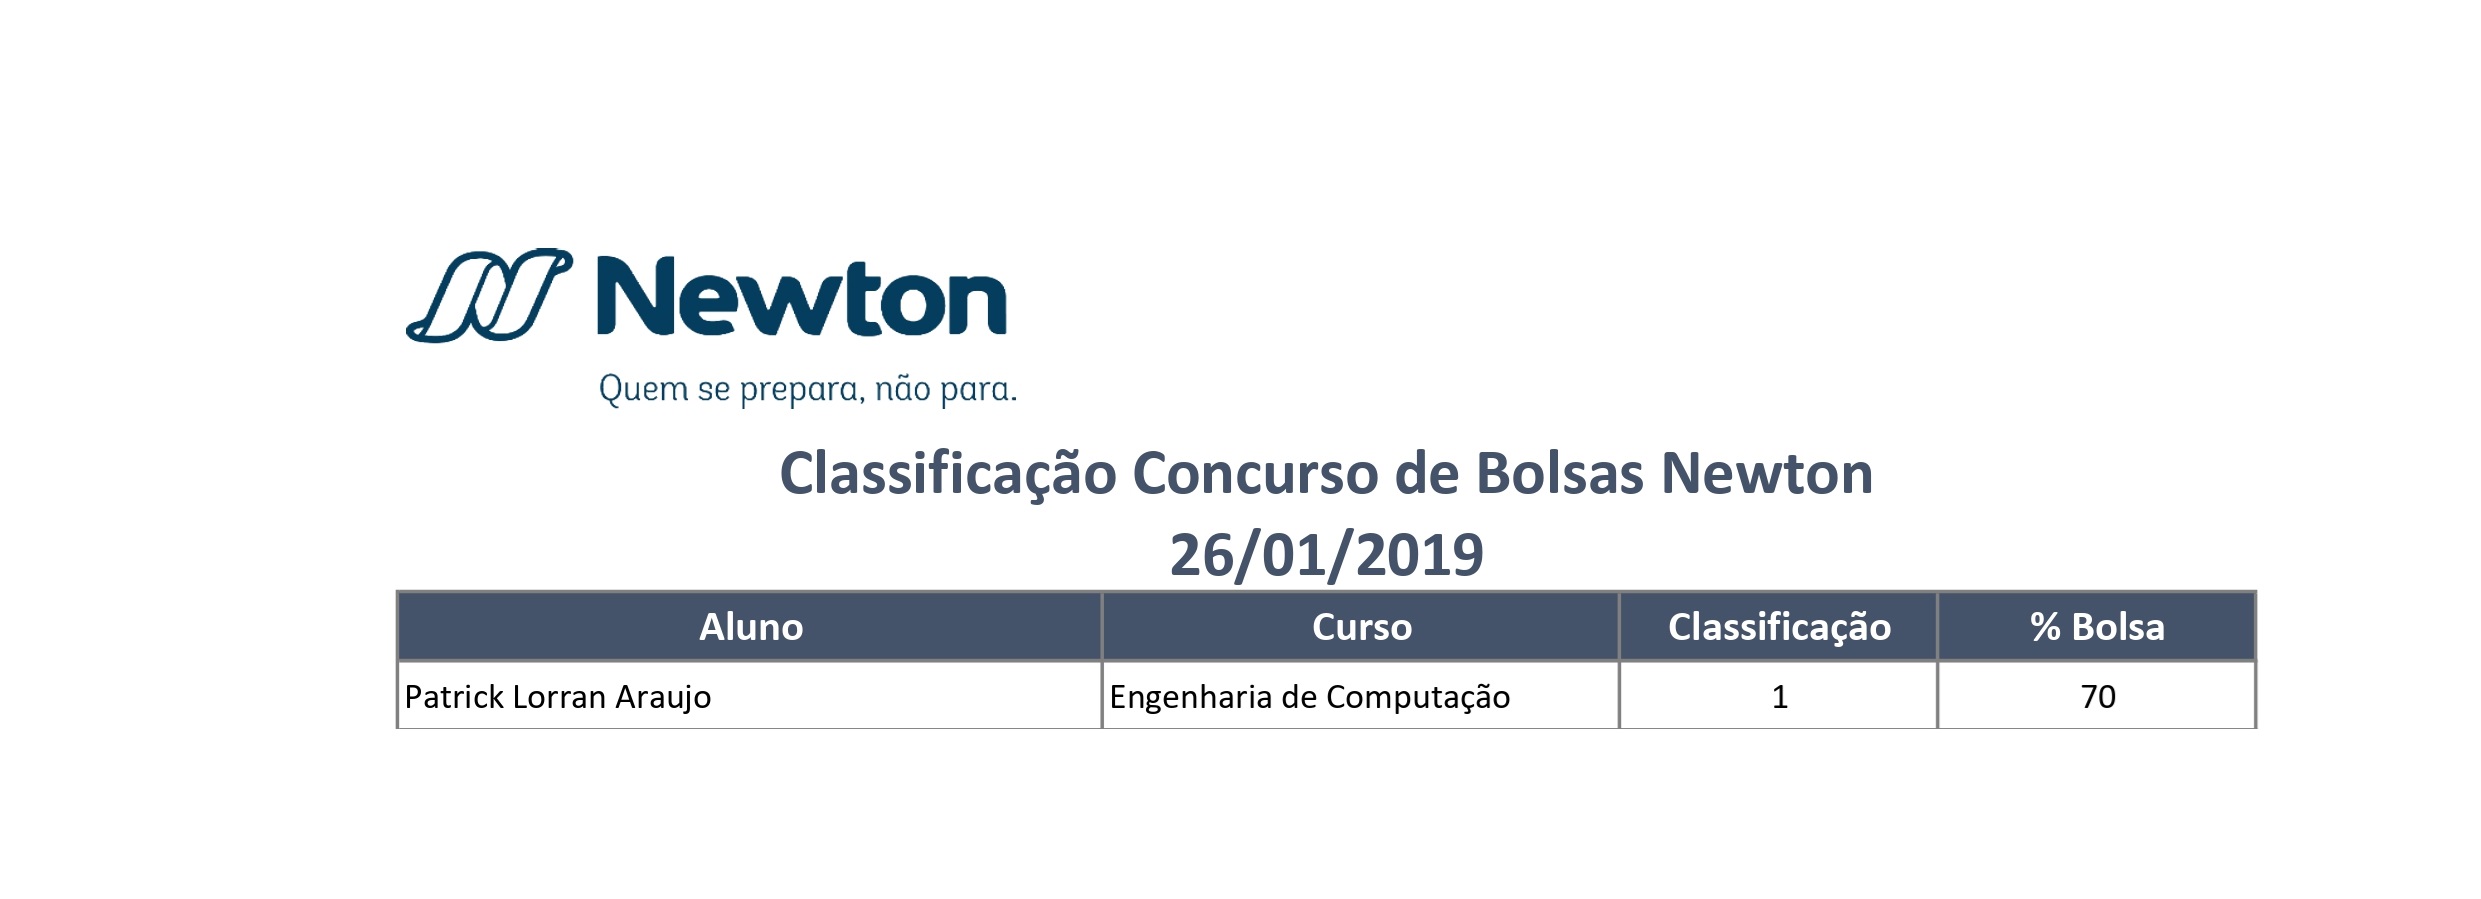 Newton
Quem se prepara, não para.
Classificação Concurso de Bolsas Newton
26/01/2019
Aluno Curso Classificação % Bolsa
Patrick Lorran Araujo Engenharia de Computação 1 70